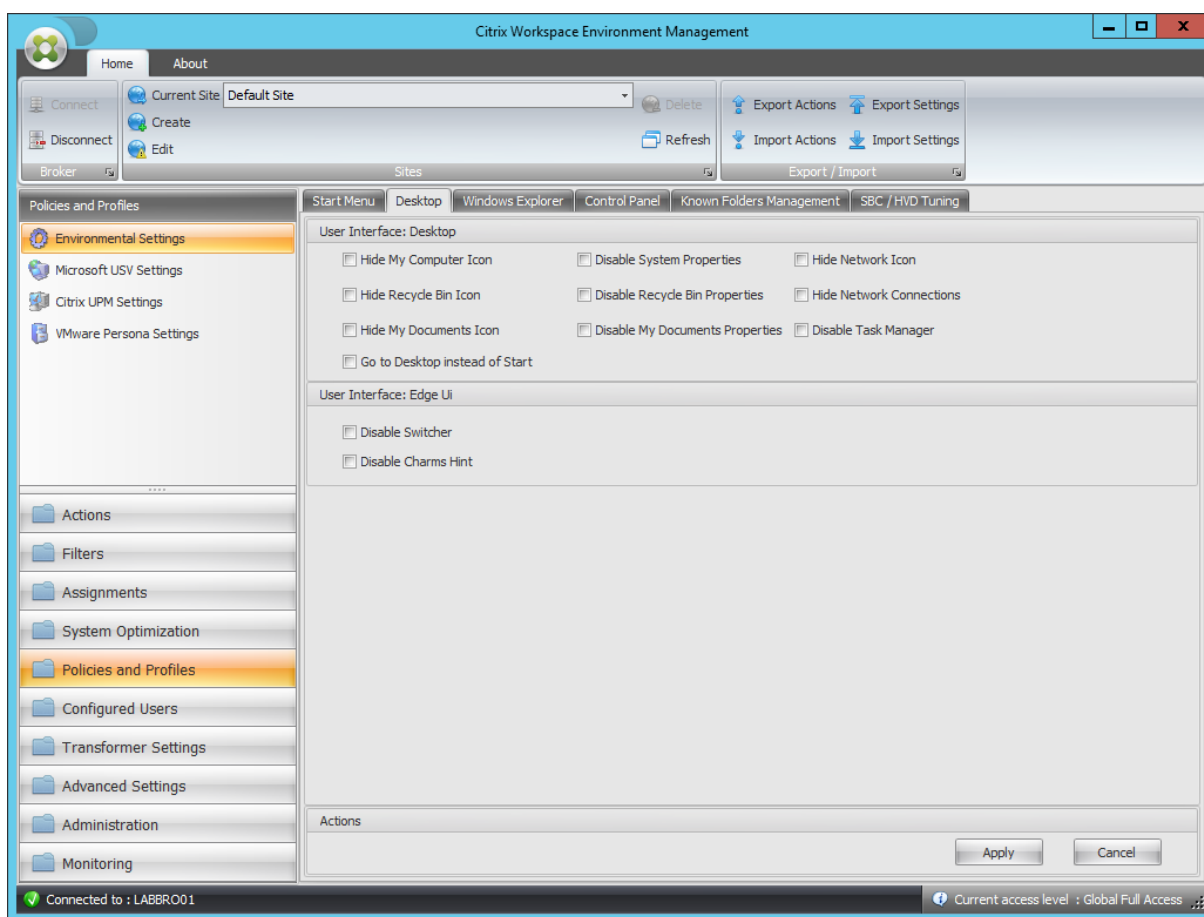 Citrix Workspace Environment Management
Home About
Connect
Disconnect
Broker
Current Site Default Site
Create
Edit
Delete
Refresh
Sites
Export Actions Export Settings
Import Actions Import Settings
Export / Import
Policies and Profiles
Environmental Settings
Microsoft USV Settings
Citrix UPM Settings
VMware Persona Settings
Actions
Filters
Assignments
System Optimization
Policies and Profiles
Configured Users
Transformer Settings
Advanced Settings
Administration
Monitoring
Start Menu Desktop Windows Explorer Control Panel Known Folders Management SBC / HVD Tuning
User Interface: Desktop
Hide My Computer Icon Disable System Properties Hide Network Icon
Hide Recycle Bin Icon Disable Recycle Bin Properties Hide Network Connections
Hide My Documents Icon Disable My Documents Properties Disable Task Manager
Go to Desktop instead of Start
User Interface: Edge Ui
Disable Switcher
Disable Charms Hint
Actions
Apply Cancel
Connected to : LABBRO01 Current access level : Global Full Access